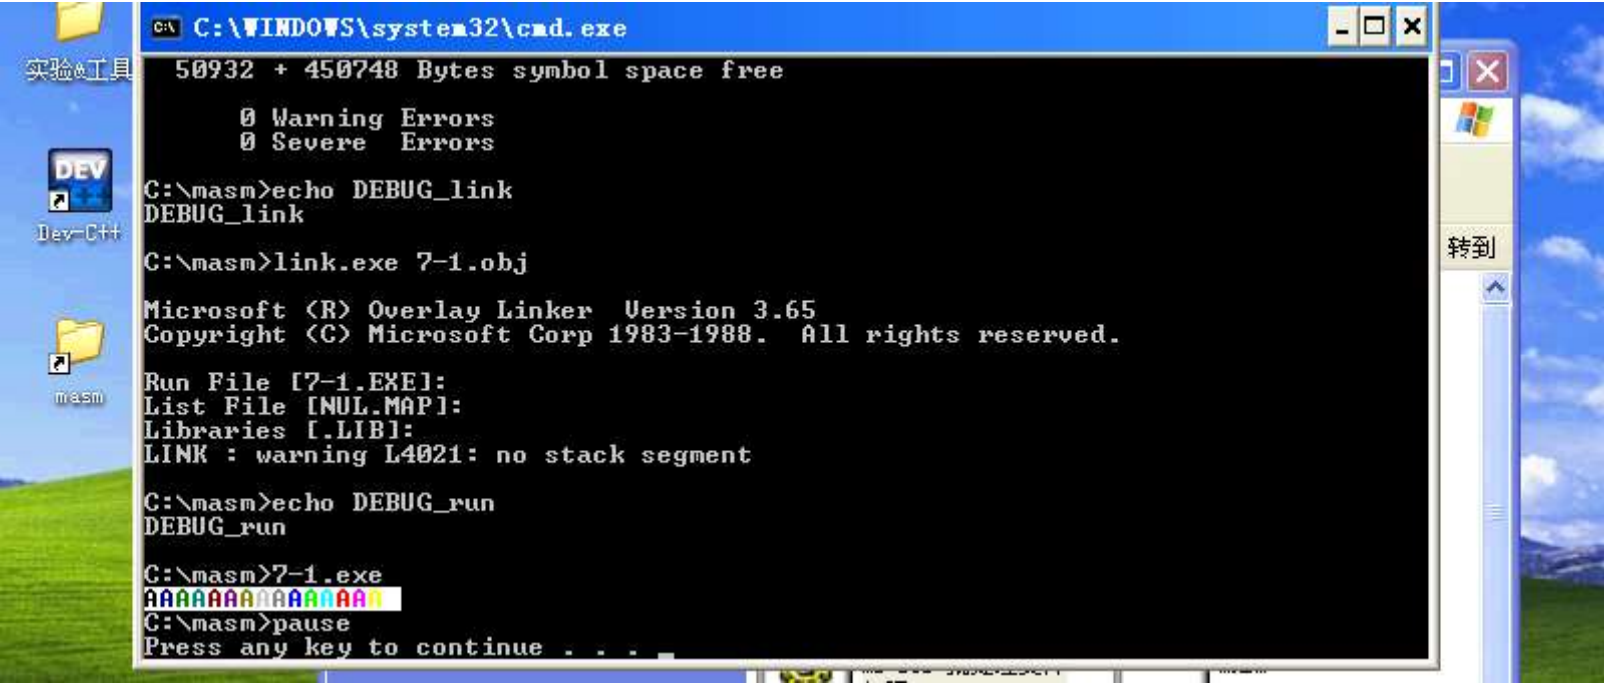 C:\WINDOWS\system32\cmd.exe
实验&工具
50932 + 450748 Bytes symbol space free
0 Warning Errors
0 Severe  Errors
DEV
C:\masm>echo DEBUG_link
DEBUG_link
Dev-C++
转到
C:\masm>link.exe 7-1.obj
Microsoft (R) Overlay Linker  Version 3.65
Copyright (C) Microsoft Corp 1983-1988.  All rights reserved.
Run File [7-1.EXE]:
masm
List File [NUL.MAP]:
Libraries [.LIB]:
LINK : warning L4021: no stack segment
C:\masm>echo DEBUG_run
DEBUG_run
C:\masm>7-1.exe
AAAAAAAAAAAAAAA
C:\masm>pause
Press any key to continue . . .